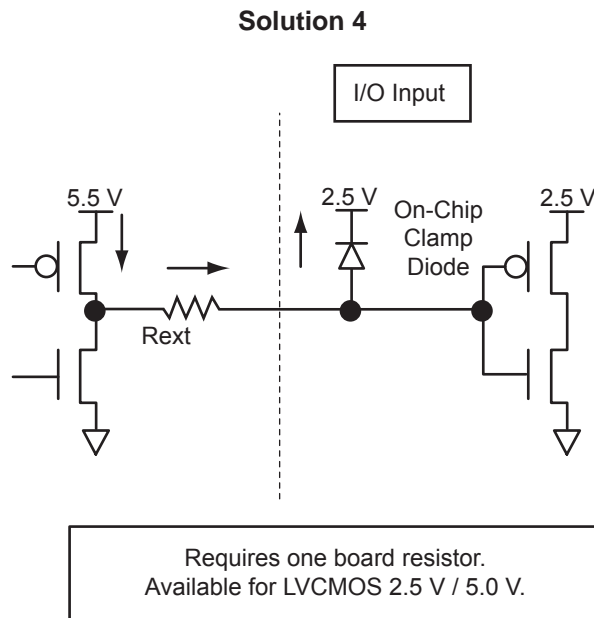 Solution 4
I/O Input
5.5 V
2.5 V
On-Chip
Clamp
Diode
2.5 V
Rext
Requires one board resistor.
Available for LVCMOS 2.5 V / 5.0 V.